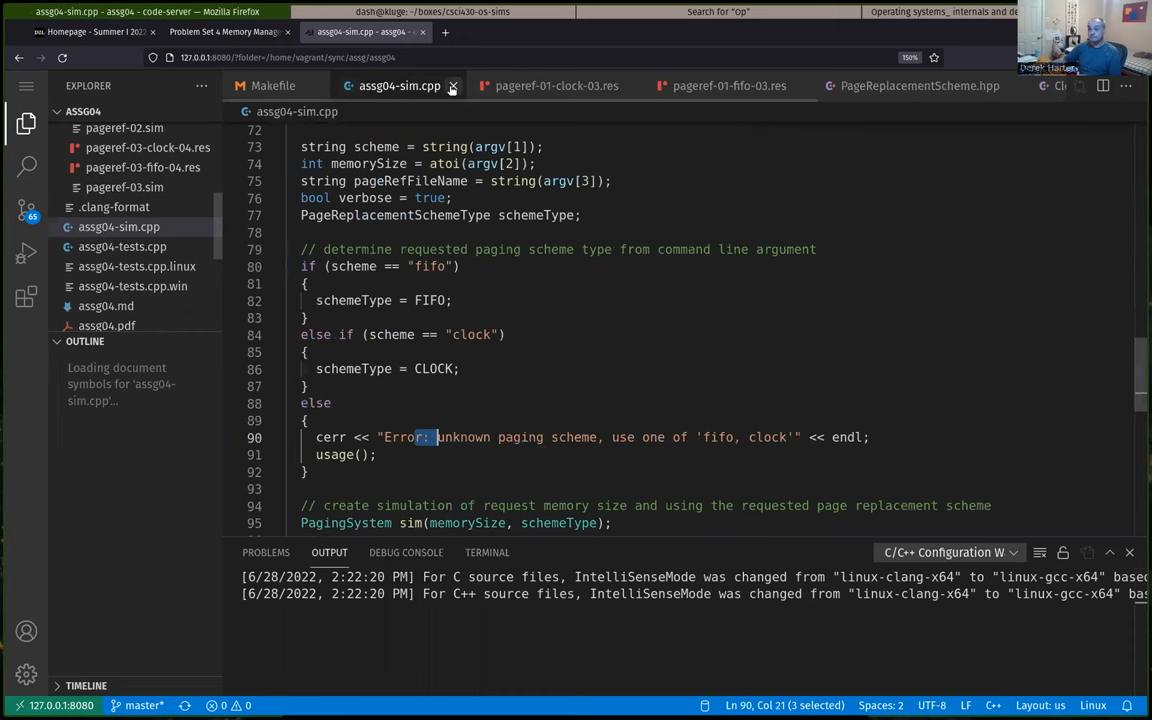 assg04-sim.cpp - assg04 - code-server — Mozilla Firefox
dash@kluge: ~/boxes/csci430-os-sims
Search for "Op"
Operating systems_ internals and de
Homepage - Summer I 2022
Problem Set 4 Memory Manage
assg04-sim.cpp - assg04 - co
127.0.0.1:8080/?folder=/home/vagrant/sync/assg/assg04
150%
Derek Harter
EXPLORER
Makefile
assg04-sim.cpp
pageref-01-clock-03.res
pageref-01-fifo-03.res
PageReplacementScheme.hpp
ASSG04
assg04-sim.cpp
pageref-02.sim
pageref-03-clock-04.res
pageref-03-fifo-04.res
pageref-03.sim
.clang-format
assg04-sim.cpp
assg04-tests.cpp
assg04-tests.cpp.linux
assg04-tests.cpp.win
assg04.md
assg04.pdf
65
OUTLINE
Loading document
symbols for 'assg04-
sim.cpp'...
TIMELINE
72
73 string scheme = string(argv[1]);
74 int memorySize = atoi(argv[2]);
75 string pageRefFileName = string(argv[3]);
76 bool verbose = true;
77 PageReplacementSchemeType schemeType;
78
79 // determine requested paging scheme type from command line argument
80 if (scheme == "fifo")
81 {
82 schemeType = FIFO;
83 }
84 else if (scheme == "clock")
85 {
86 schemeType = CLOCK;
87 }
88 else
89 {
90 cerr << "Error: unknown paging scheme, use one of 'fifo, clock'" << endl;
91 usage();
92 }
93
94 // create simulation of request memory size and using the requested page replacement scheme
95 PagingSystem sim(memorySize, schemeType);
PROBLEMS
OUTPUT
DEBUG CONSOLE
TERMINAL
C/C++ Configuration W
[6/28/2022, 2:22:20 PM] For C source files, IntelliSenseMode was changed from "linux-clang-x64" to "linux-gcc-x64" base
[6/28/2022, 2:22:20 PM] For C++ source files, IntelliSenseMode was changed from "linux-clang-x64" to "linux-gcc-x64" ba
127.0.0.1:8080
master*
0
0
Ln 90, Col 21 (3 selected)
Spaces: 2
UTF-8
LF
C++
Layout: us
Linux